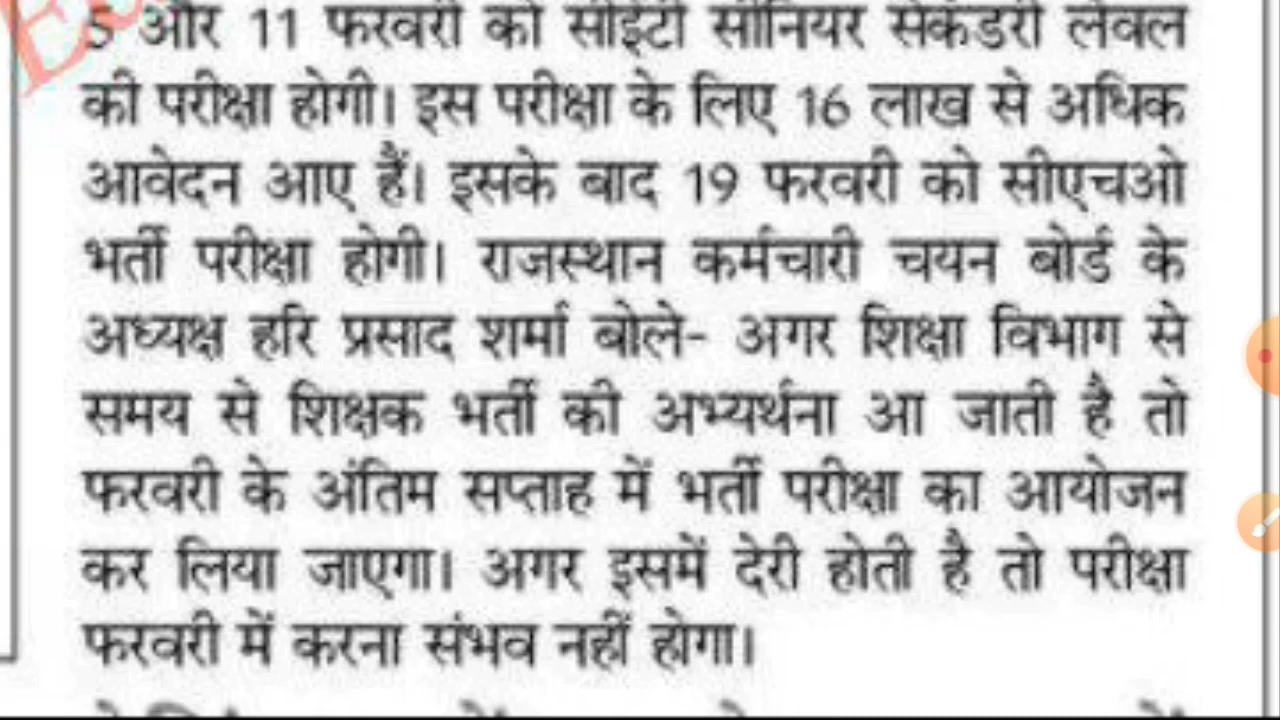 5 और 11 फरवरी को सीईटी सीनियर सेकेंडरी लेवल
की परीक्षा होगी। इस परीक्षा के लिए 16 लाख से अधिक
आवेदन आए हैं। इसके बाद 19 फरवरी को सीएचओ
भर्ती परीक्षा होगी। राजस्थान कर्मचारी चयन बोर्ड के
अध्यक्ष हरि प्रसाद शर्मा बोले- अगर शिक्षा विभाग से
समय से शिक्षक भर्ती की अभ्यर्थना आ जाती है तो
फरवरी के अंतिम सप्ताह में भर्ती परीक्षा का आयोजन
कर लिया जाएगा। अगर इसमें देरी होती है तो परीक्षा
फरवरी में करना संभव नहीं होगा।